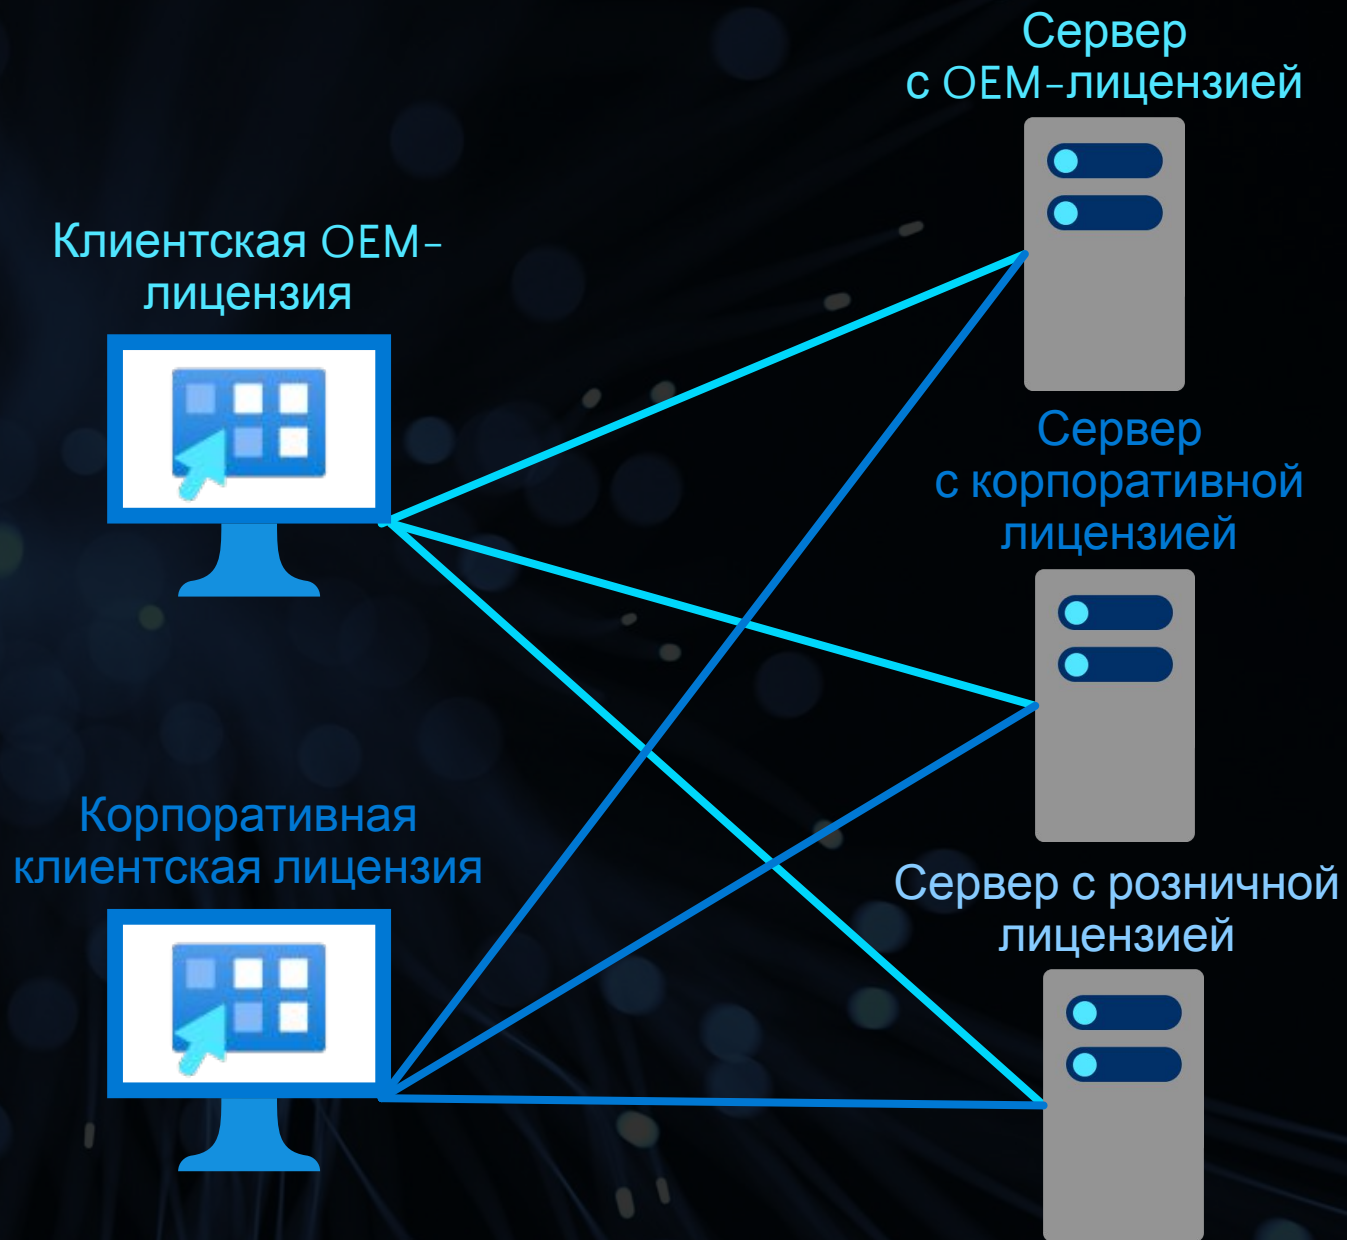 Сервер
с OEM-лицензией
Клиентская OEM-
лицензия
Сервер
с корпоративной
лицензией
Корпоративная
клиентская лицензия
Сервер с розничной
лицензией